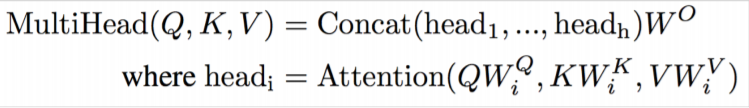 MultiHead(Q, K, V) = Concat(head₁, ..., headₕ)W^O
where headᵢ = Attention(QWᵢ^Q, KWᵢ^K, VWᵢ^V)